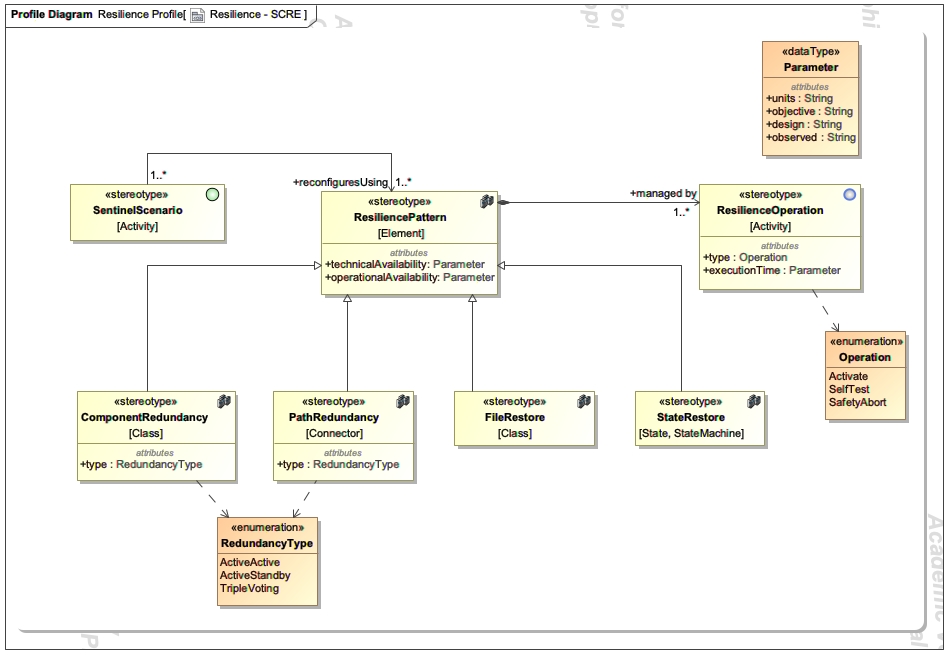 Profile Diagram Resilience Profile[ Resilience - SCRE ]
«dataType»
Parameter
attributes
+units : String
+objective : String
+design : String
+observed : String
1..*
+reconfiguresUsing
1..*
«stereotype»
SentinelScenario
[Activity]
«stereotype»
ResiliencePattern
[Element]
attributes
+technicalAvailability: Parameter
+operationalAvailability: Parameter
+managed by
1..*
«stereotype»
ResilienceOperation
[Activity]
attributes
+type : Operation
+executionTime : Parameter
«enumeration»
Operation
Activate
SelfTest
SafetyAbort
«stereotype»
ComponentRedundancy
[Class]
attributes
+type : RedundancyType
«stereotype»
PathRedundancy
[Connector]
attributes
+type : RedundancyType
«stereotype»
FileRestore
[Class]
«stereotype»
StateRestore
[State, StateMachine]
«enumeration»
RedundancyType
ActiveActive
ActiveStandby
TripleVoting